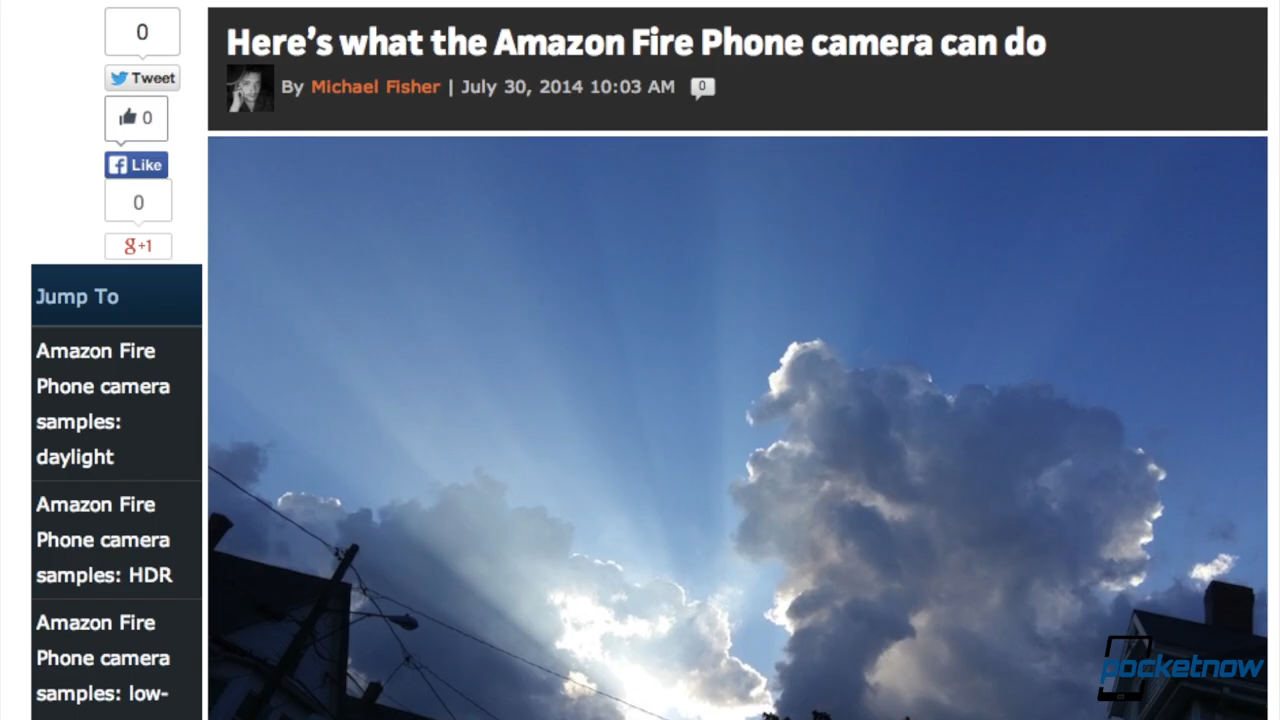 0
Tweet
0
Like
0
g+1
Here's what the Amazon Fire Phone camera can do
By Michael Fisher | July 30, 2014 10:03 AM 0
Jump To
Amazon Fire
Phone camera
samples:
daylight
Amazon Fire
Phone camera
samples: HDR
Amazon Fire
Phone camera
samples: low-
pocketnow